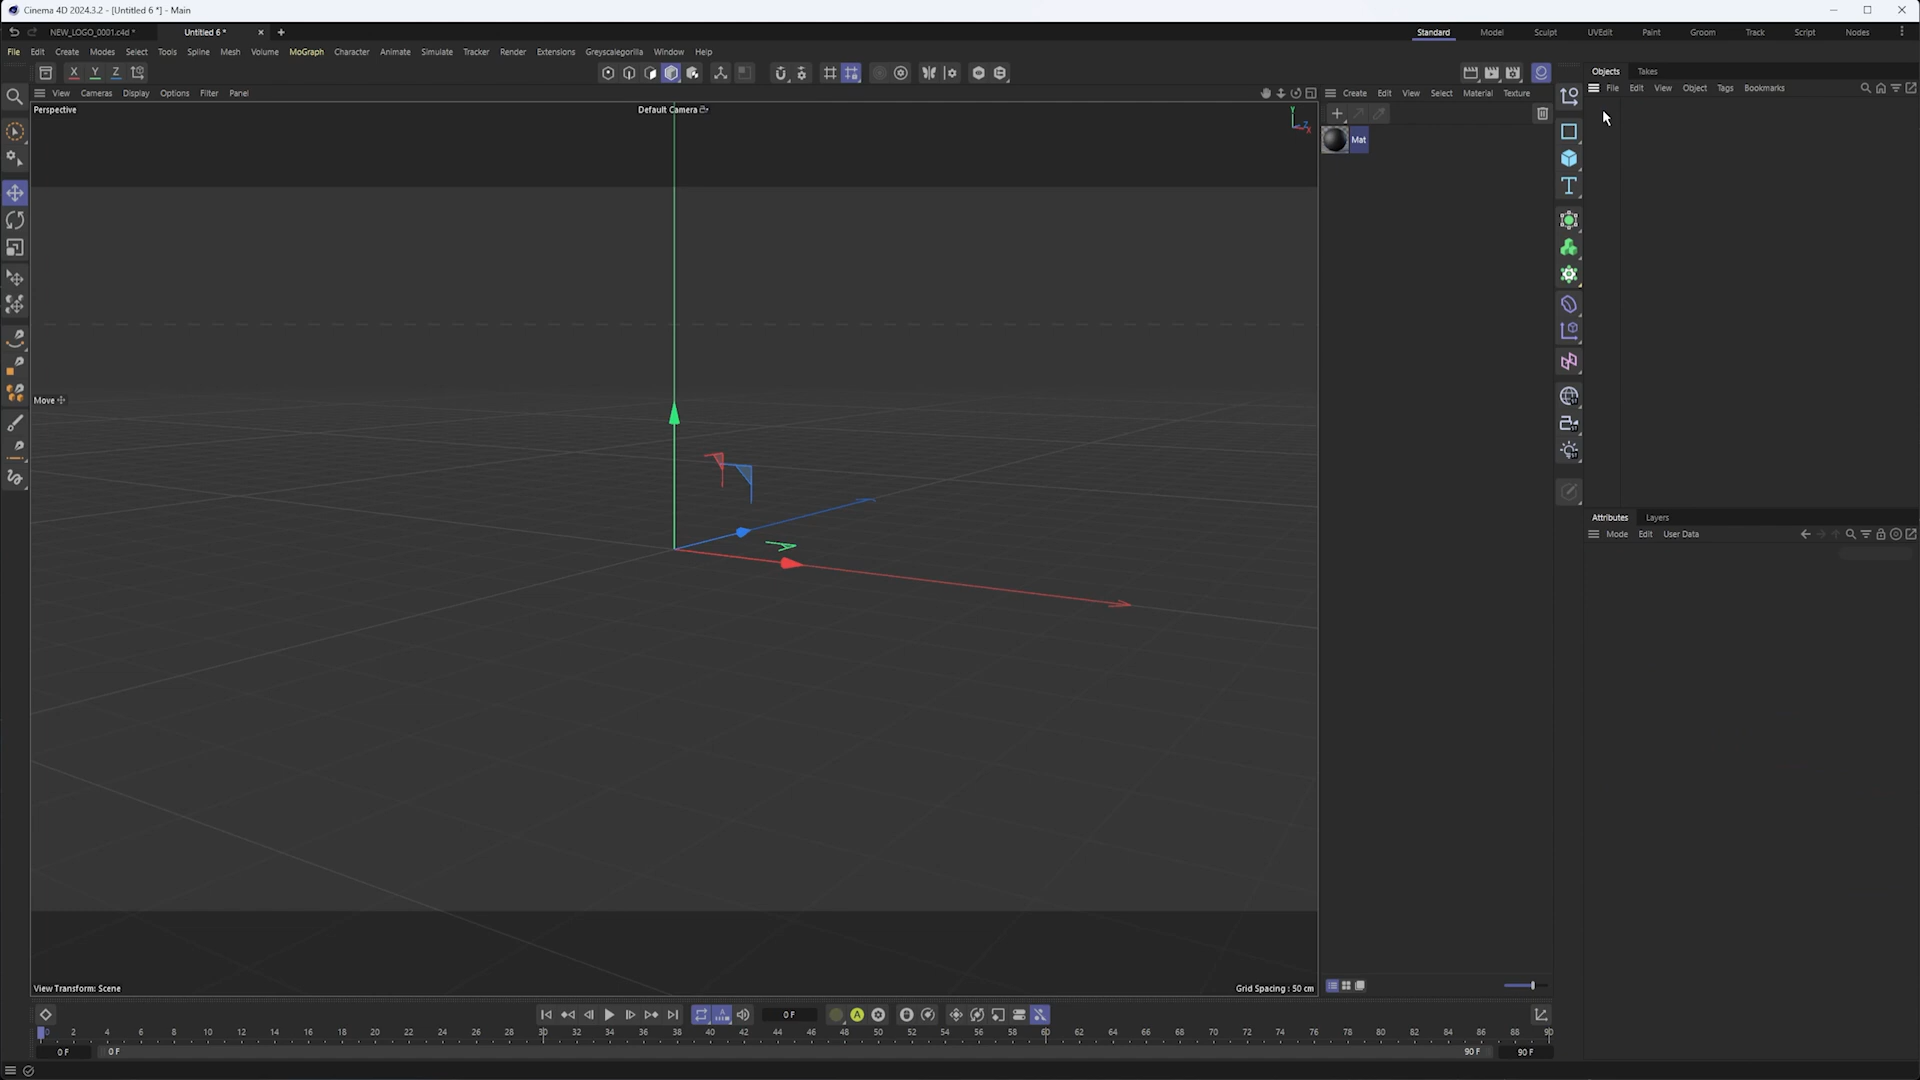 Cinema 4D 2024.3.2 - [Untitled 6 *] - Main
NEW_LOGO_0001.c4d * Untitled 6 * Standard Model Sculpt UVEdit Paint Groom Track Script Nodes
File Edit Create Modes Select Tools Spline Mesh Volume MoGraph Character Animate Simulate Tracker Render Extensions Greyscalegorilla Window Help
X Y Z
Objects Takes
File Edit View Object Tags Bookmarks
View Cameras Display Options Filter Panel
Create Edit View Select Material Texture
Perspective
Default Camera
Y
Z
X
Mat
Move
Attributes Layers
Mode Edit User Data
View Transform: Scene
Grid Spacing : 50 cm
0 F
0 2 4 6 8 10 12 14 16 18 20 22 24 26 28 30 32 34 36 38 40 42 44 46 48 50 52 54 56 58 60 62 64 66 68 70 72 74 76 78 80 82 84 86 88 90
0 F 0 F 90 F 90 F